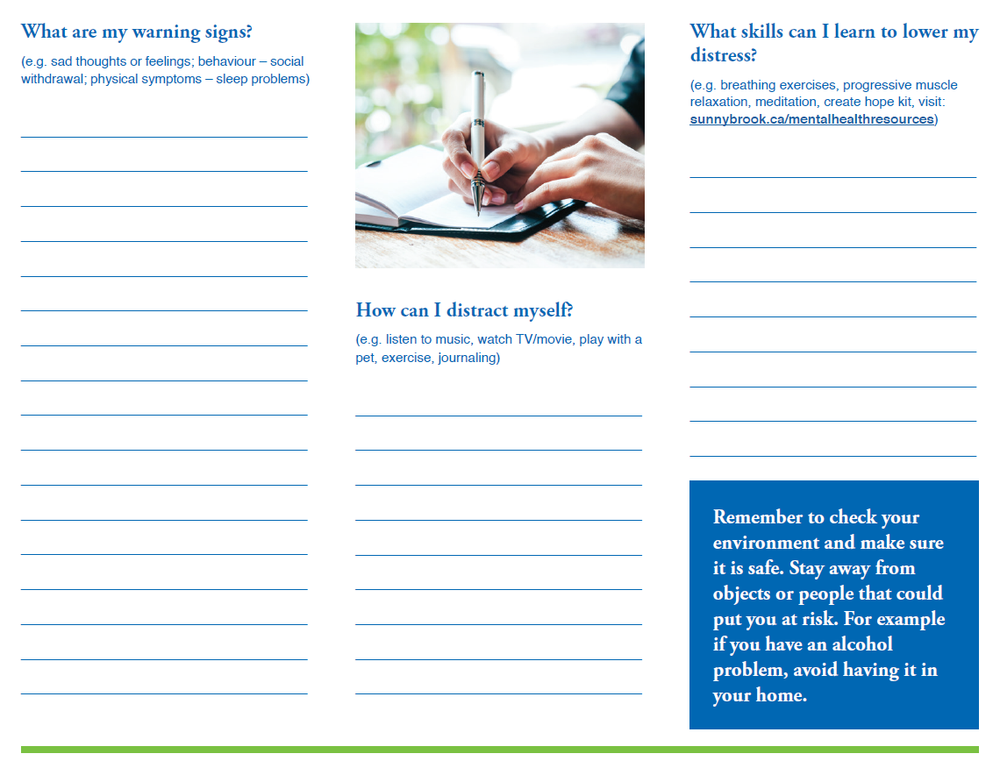 What are my warning signs?
(e.g. sad thoughts or feelings; behaviour – social
withdrawal; physical symptoms – sleep problems)
How can I distract myself?
(e.g. listen to music, watch TV/movie, play with a
pet, exercise, journaling)
What skills can I learn to lower my
distress?
(e.g. breathing exercises, progressive muscle
relaxation, meditation, create hope kit, visit:
sunnybrook.ca/mentalhealthresources)
Remember to check your
environment and make sure
it is safe. Stay away from
objects or people that could
put you at risk. For example
if you have an alcohol
problem, avoid having it in
your home.